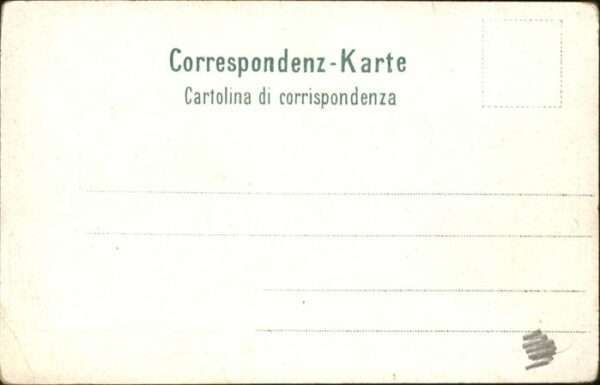 Correspondenz-Karte
Cartolina di corrispondenza